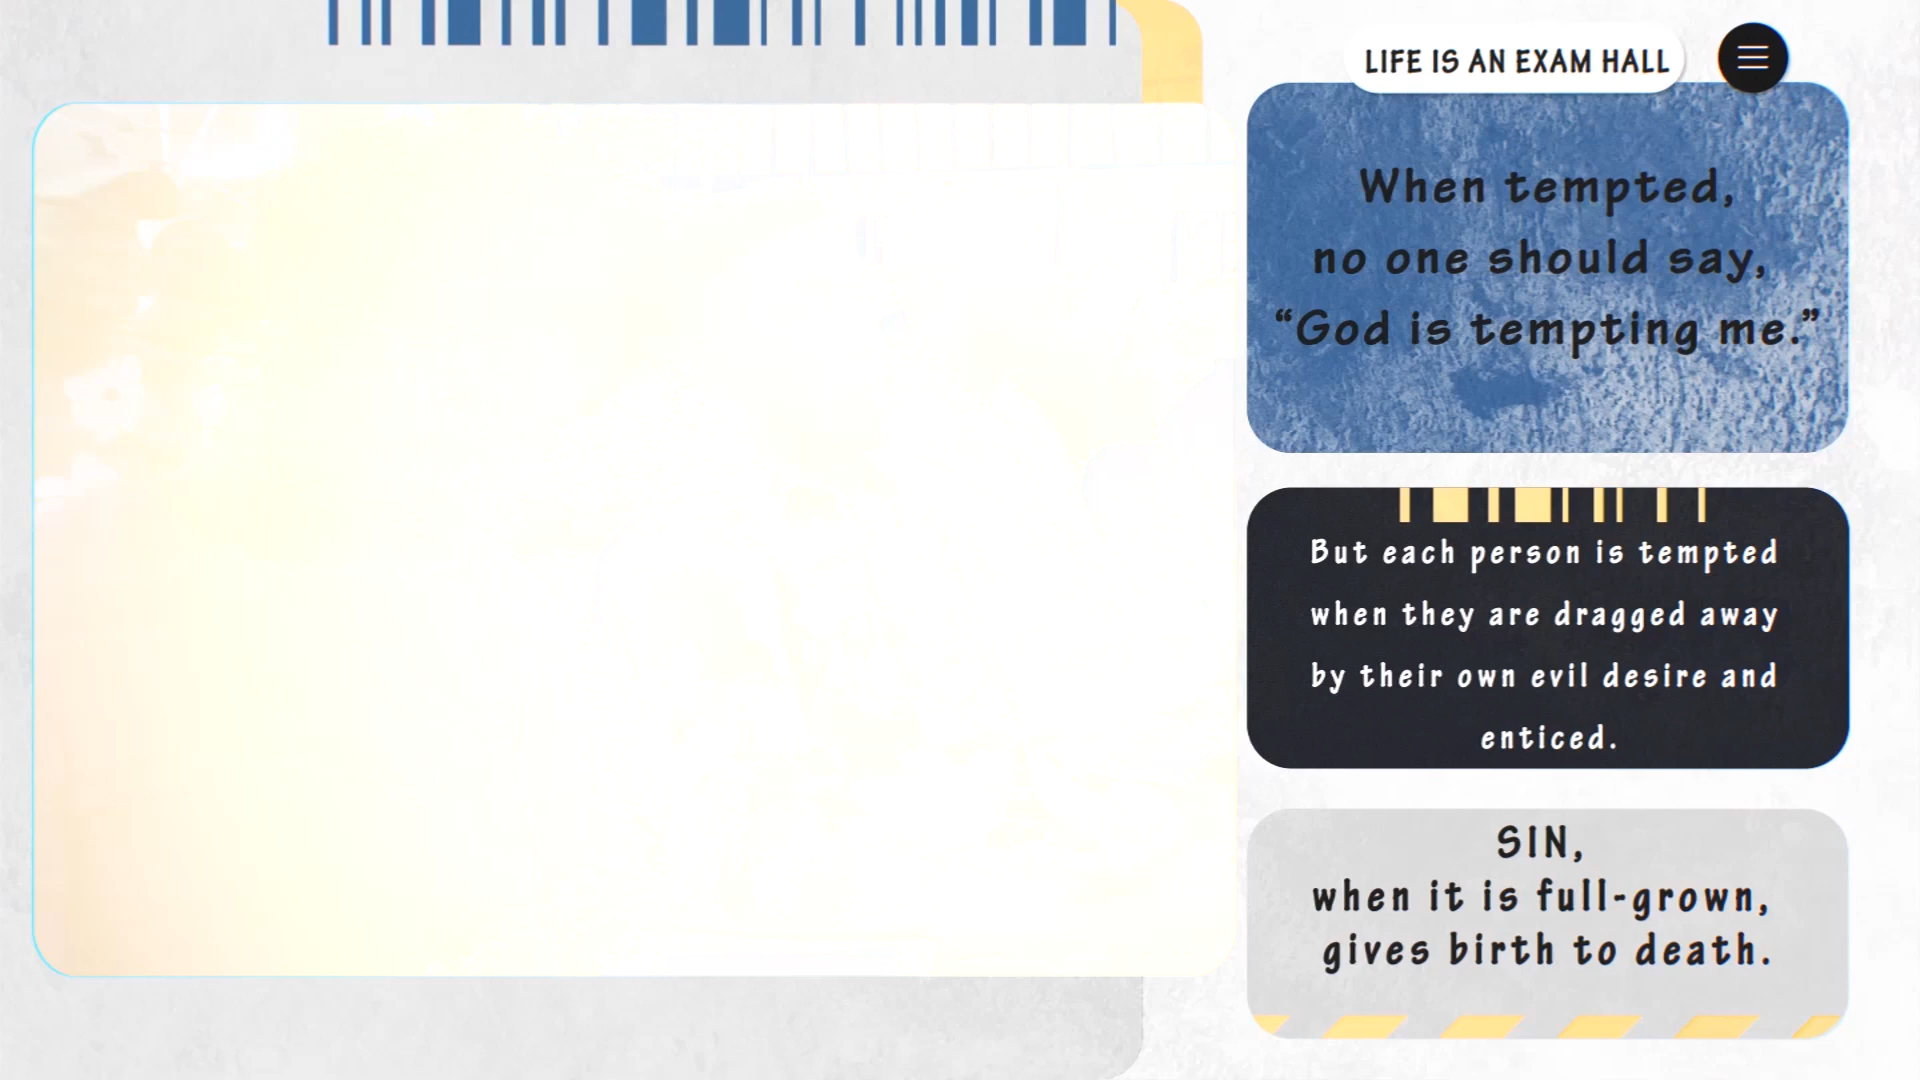 LIFE IS AN EXAM HALL
When tempted,
no one should say,
“God is tempting me.”
But each person is tempted
when they are dragged away
by their own evil desire and
enticed.
SIN,
when it is full-grown,
gives birth to death.